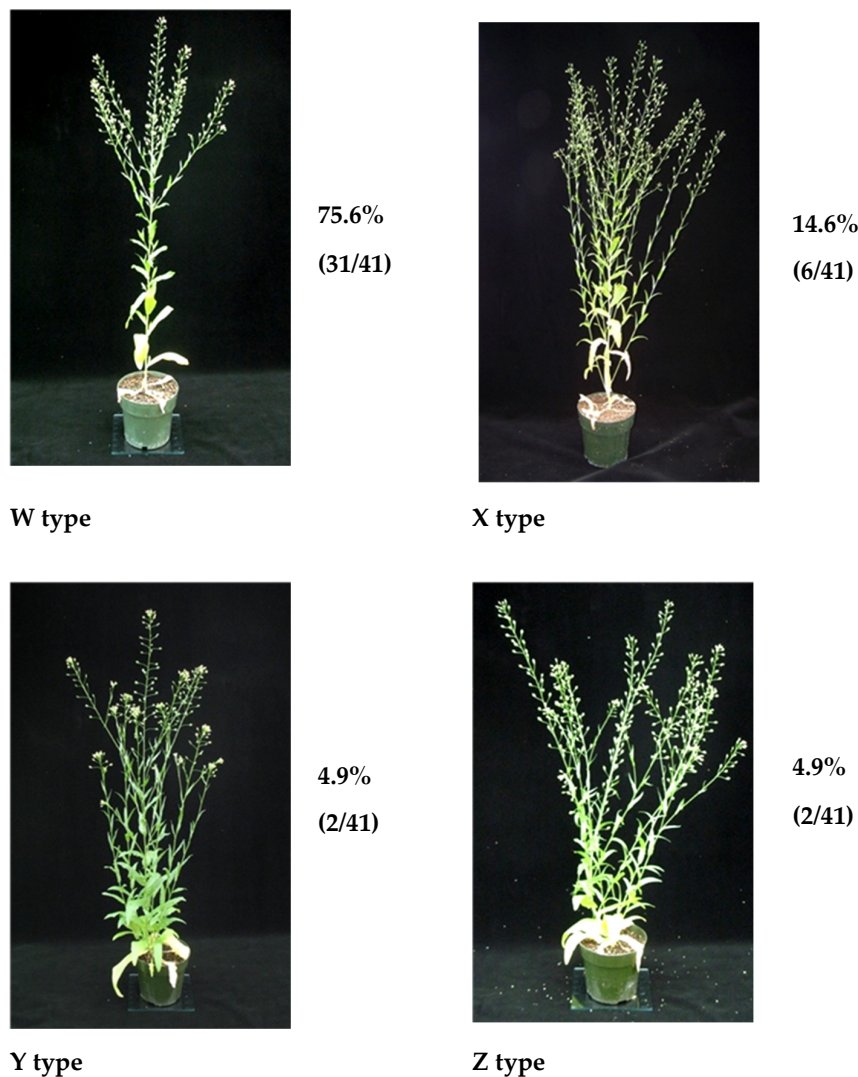 75.6%
(31/41)
14.6%
(6/41)
W type
X type
4.9%
(2/41)
4.9%
(2/41)
Y type
Z type